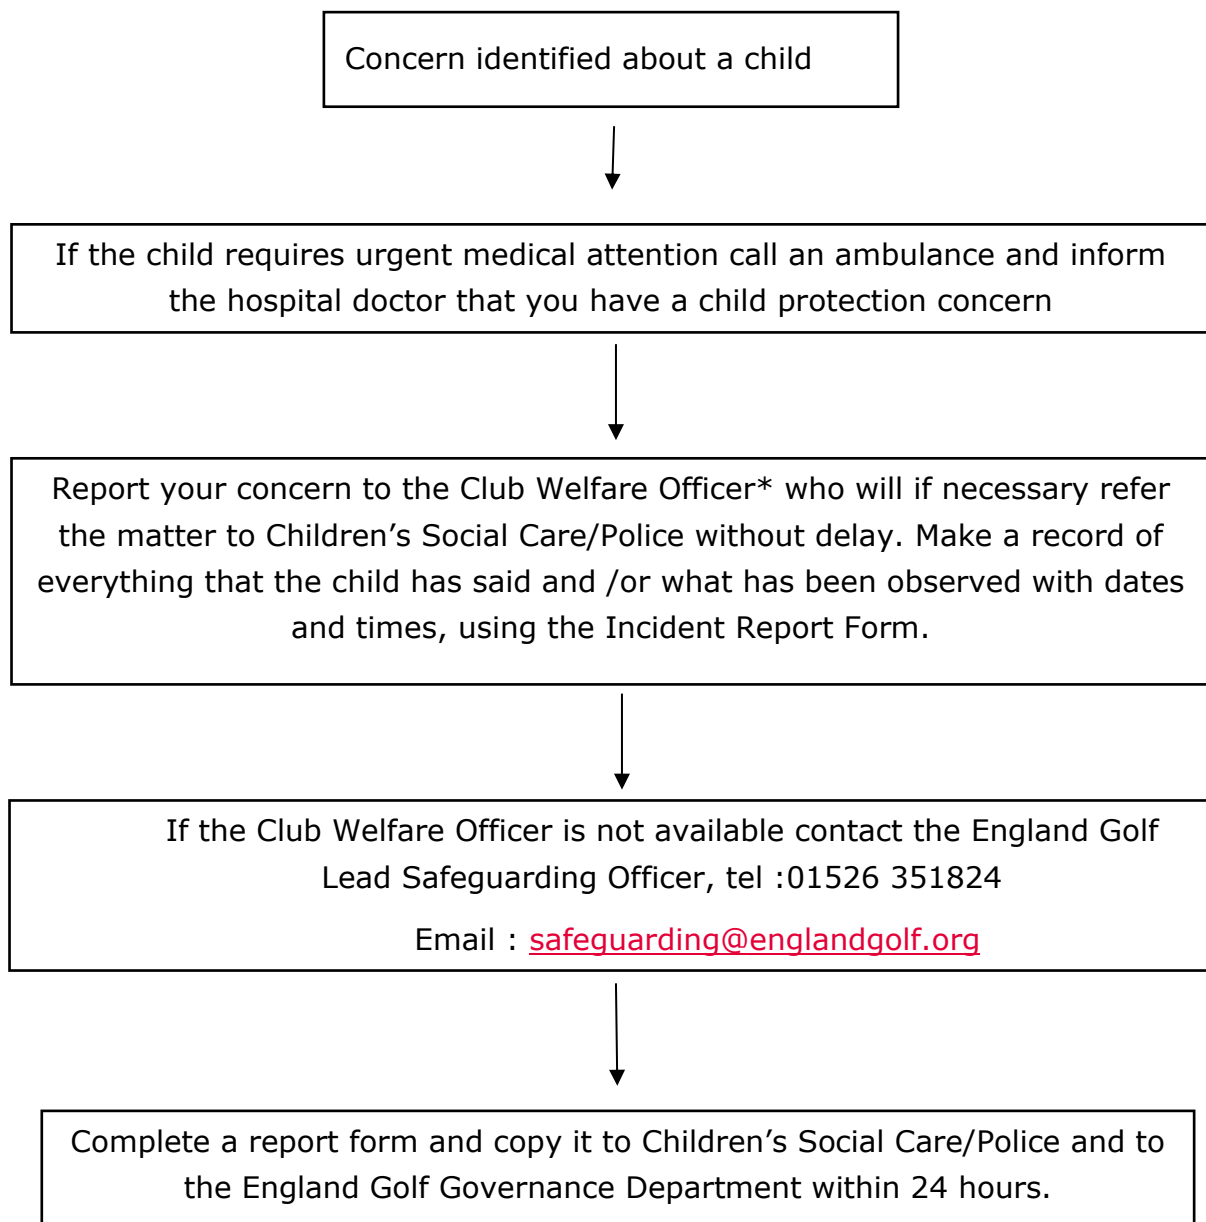 Concern identified about a child
If the child requires urgent medical attention call an ambulance and inform
the hospital doctor that you have a child protection concern
Report your concern to the Club Welfare Officer* who will if necessary refer
the matter to Children’s Social Care/Police without delay. Make a record of
everything that the child has said and /or what has been observed with dates
and times, using the Incident Report Form.
If the Club Welfare Officer is not available contact the England Golf
Lead Safeguarding Officer, tel :01526 351824
Email : safeguarding@englandgolf.org
Complete a report form and copy it to Children’s Social Care/Police and to
the England Golf Governance Department within 24 hours.